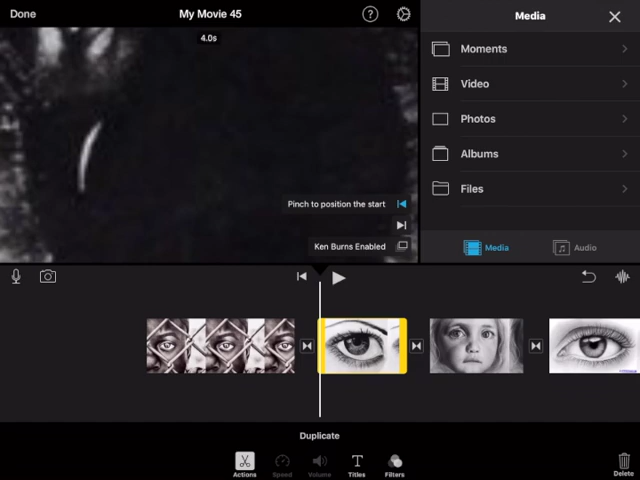 Done
My Movie 45
?
Media
4.0s
Moments
Video
Photos
Albums
Files
Pinch to position the start
Ken Burns Enabled
Media
Audio
Duplicate
Actions
Speed
Volume
Titles
Filters
Delete